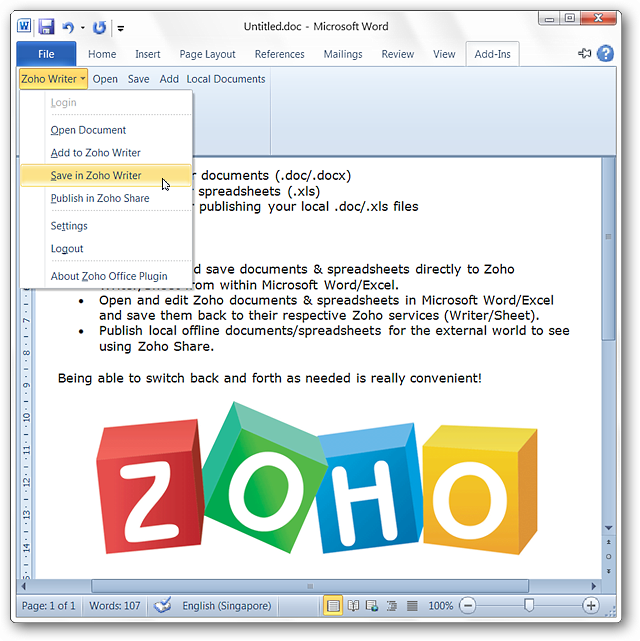 Untitled.doc - Microsoft Word
File Home Insert Page Layout References Mailings Review View Add-Ins
Zoho Writer Open Save Add Local Documents
Login
Open Document
Add to Zoho Writer
Save in Zoho Writer
Publish in Zoho Share
Settings
Logout
About Zoho Office Plugin
documents (.doc/.docx)
spreadsheets (.xls)
publishing your local .doc/.xls files
save documents & spreadsheets directly to Zoho
from within Microsoft Word/Excel.
• Open and edit Zoho documents & spreadsheets in Microsoft Word/Excel
and save them back to their respective Zoho services (Writer/Sheet).
• Publish local offline documents/spreadsheets for the external world to see
using Zoho Share.
Being able to switch back and forth as needed is really convenient!
ZOHO
Page: 1 of 1 Words: 107 English (Singapore) 100%